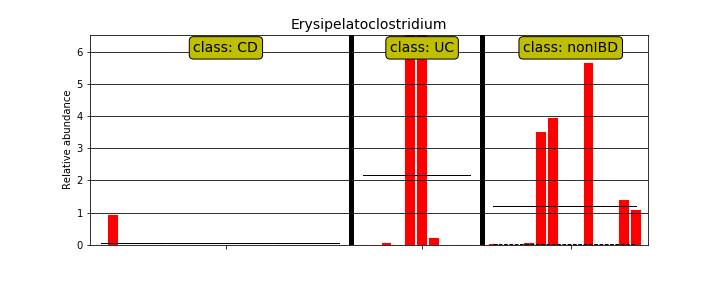 Erysipelatoclostridium
class: CD
class: UC
class: nonIBD
Relative abundance
6
5
4
3
2
1
0